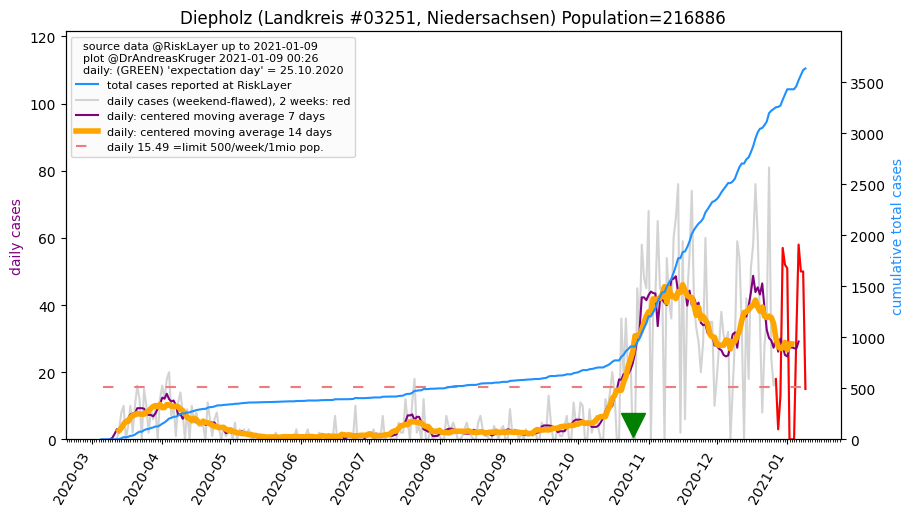 Diepholz (Landkreis #03251, Niedersachsen) Population=216886
source data @RiskLayer up to 2021-01-09
plot @DrAndreasKruger 2021-01-09 00:26
daily: (GREEN) 'expectation day' = 25.10.2020
total cases reported at RiskLayer
daily cases (weekend-flawed), 2 weeks: red
daily: centered moving average 7 days
daily: centered moving average 14 days
daily 15.49 =limit 500/week/1mio pop.
daily cases
120
100
80
60
40
20
0
cumulative total cases
3500
3000
2500
2000
1500
1000
500
0
2020-03
2020-04
2020-05
2020-06
2020-07
2020-08
2020-09
2020-10
2020-11
2020-12
2021-01